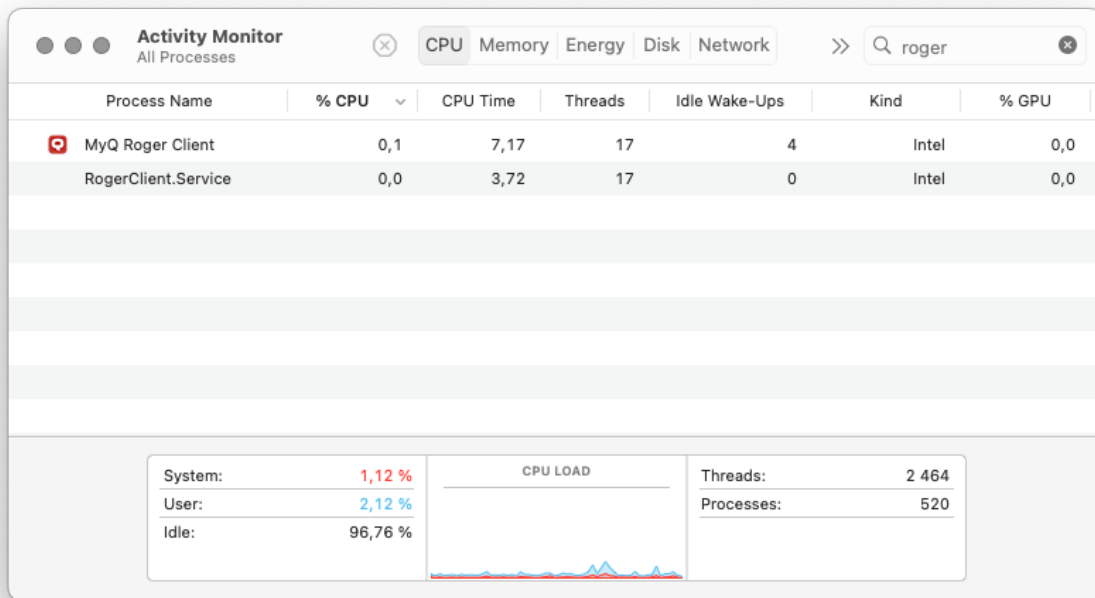 Activity Monitor
All Processes
CPU Memory Energy Disk Network
roger
Process Name % CPU CPU Time Threads Idle Wake-Ups Kind % GPU
MyQ Roger Client 0,1 7,17 17 4 Intel 0,0
RogerClient.Service 0,0 3,72 17 0 Intel 0,0
System: 1,12 % CPU LOAD Threads: 2 464
User: 2,12 % Processes: 520
Idle: 96,76 %